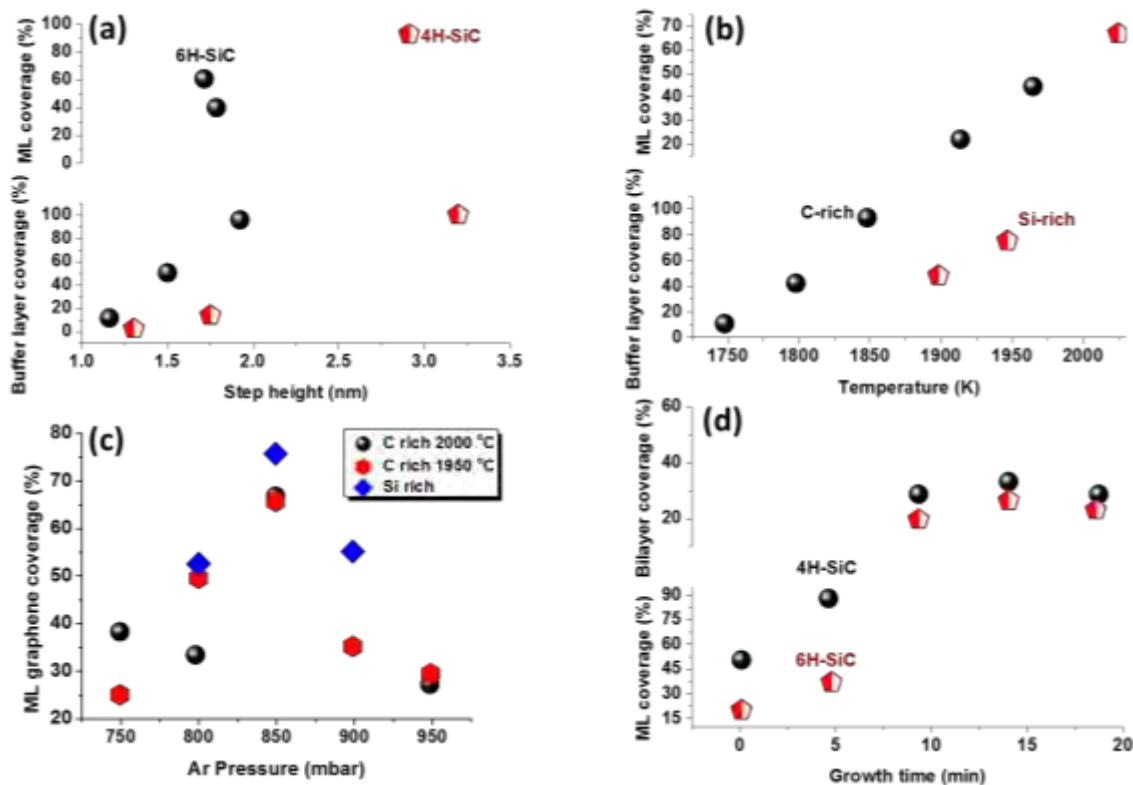 (a)
ML coverage (%)
100
80
60
40
20
0
6H-SiC
4H-SiC
Buffer layer coverage (%)
100
80
60
40
20
0
1.0 1.5 2.0 2.5 3.0 3.5
Step height (nm)
(b)
ML coverage (%)
70
60
50
40
30
20
C-rich
Si-rich
Buffer layer coverage (%)
100
80
60
40
20
0
1750 1800 1850 1900 1950 2000
Temperature (K)
(c)
C rich 2000 °C
C rich 1950 °C
Si rich
ML graphene coverage (%)
80
70
60
50
40
30
20
750 800 850 900 950
Ar Pressure (mbar)
(d)
Bilayer coverage (%)
60
40
20
4H-SiC
6H-SiC
ML coverage (%)
90
75
60
45
30
15
0 5 10 15 20
Growth time (min)